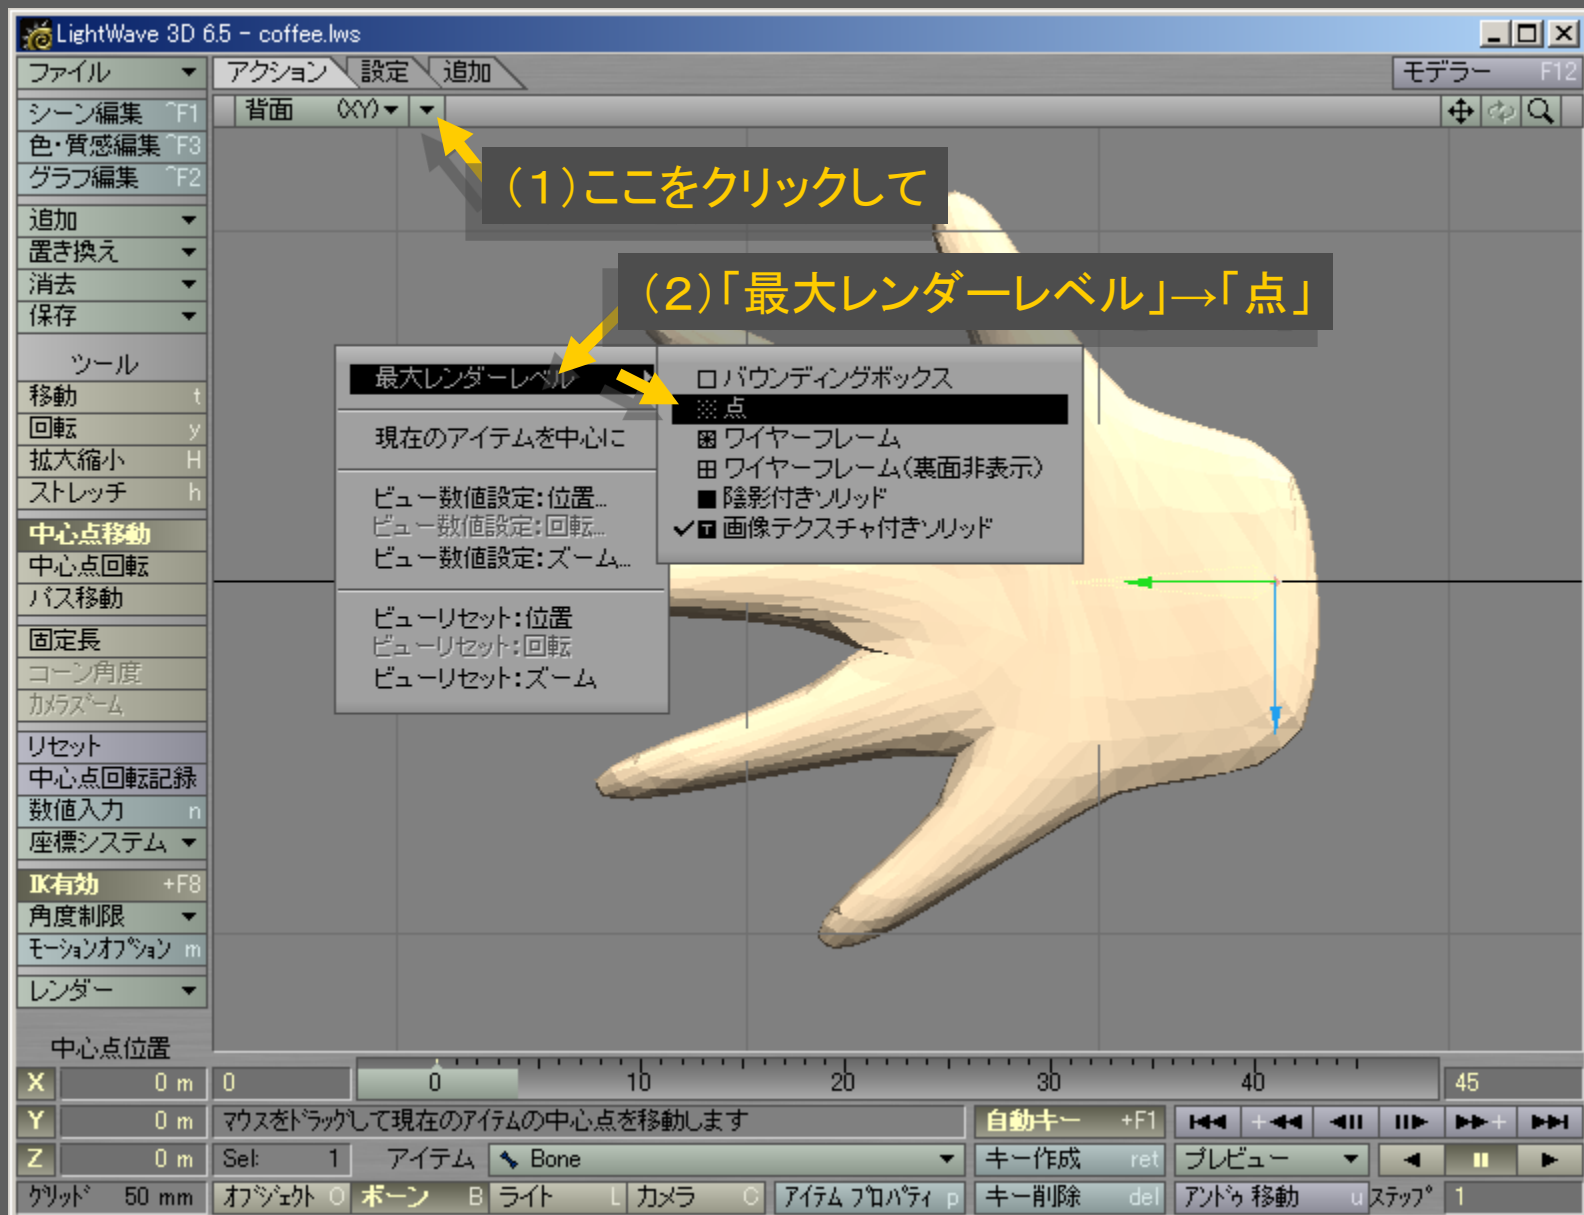 LightWave 3D 6.5 - coffee.lws
ファイル
アクション
設定
追加
モデラー F12
背面 (XY)
シーン編集 ^F1
色・質感編集 ^F3
グラフ編集 ^F2
(1)ここをクリックして
(2)「最大レンダーレベル」→「点」
追加
置き換え
消去
保存
ツール
移動 t
回転 y
拡大縮小 H
ストレッチ h
中心点移動
中心点回転
パス移動
固定長
コーン角度
カメラズーム
リセット
中心点回転記録
数値入力 n
座標システム
IK有効 +F8
角度制限
モーションオプション m
レンダー
最大レンダーレベル
現在のアイテムを中心に
ビュー数値設定:位置...
ビュー数値設定:回転...
ビュー数値設定:ズーム...
ビューリセット:位置
ビューリセット:回転
ビューリセット:ズーム
バウンディングボックス
点
ワイヤーフレーム
ワイヤーフレーム(裏面非表示)
陰影付きソリッド
画像テクスチャ付きソリッド
中心点位置
X 0 m 0 0 10 20 30 40 45
Y 0 m マウスをドラッグして現在のアイテムの中心点を移動します 自動キー +F1
Z 0 m Sel: 1 アイテム Bone キー作成 ret プレビュー
グリッド 50 mm オブジェクト O ボーン B ライト L カメラ C アイテム プロパティ p キー削除 del アンドゥ 移動 u ステップ 1